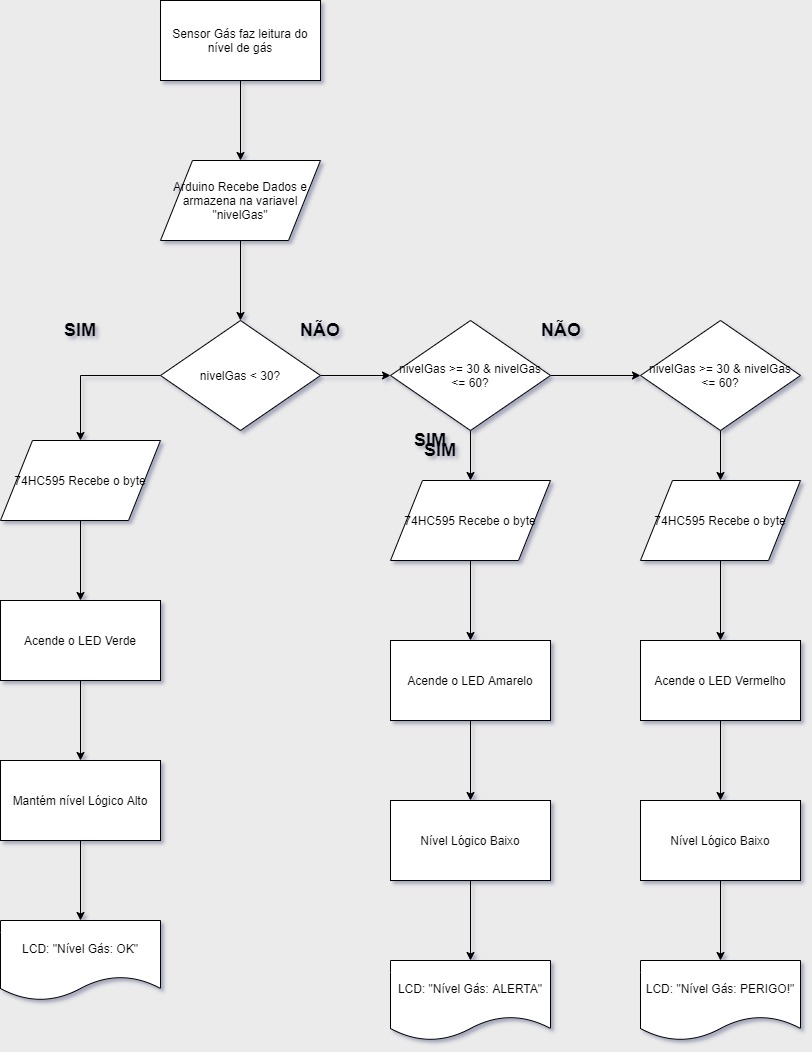 Sensor Gás faz leitura do
nível de gás
Arduino Recebe Dados e
armazena na variavel
"nivelGas"
SIM
NÃO
NÃO
nivelGas < 30?
nivelGas >= 30 & nivelGas
<= 60?
nivelGas >= 30 & nivelGas
<= 60?
SIM
SIM
74HC595 Recebe o byte
74HC595 Recebe o byte
74HC595 Recebe o byte
Acende o LED Verde
Acende o LED Amarelo
Acende o LED Vermelho
Mantém nível Lógico Alto
Nível Lógico Baixo
Nível Lógico Baixo
LCD: "Nível Gás: OK"
LCD: "Nível Gás: ALERTA"
LCD: "Nível Gás: PERIGO!"